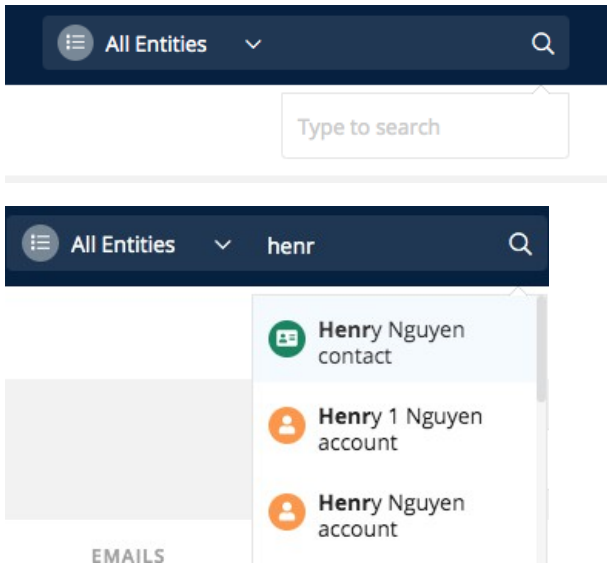 All Entities
Type to search
All Entities henr
Henry Nguyen
contact
Henry 1 Nguyen
account
Henry Nguyen
account
EMAILS